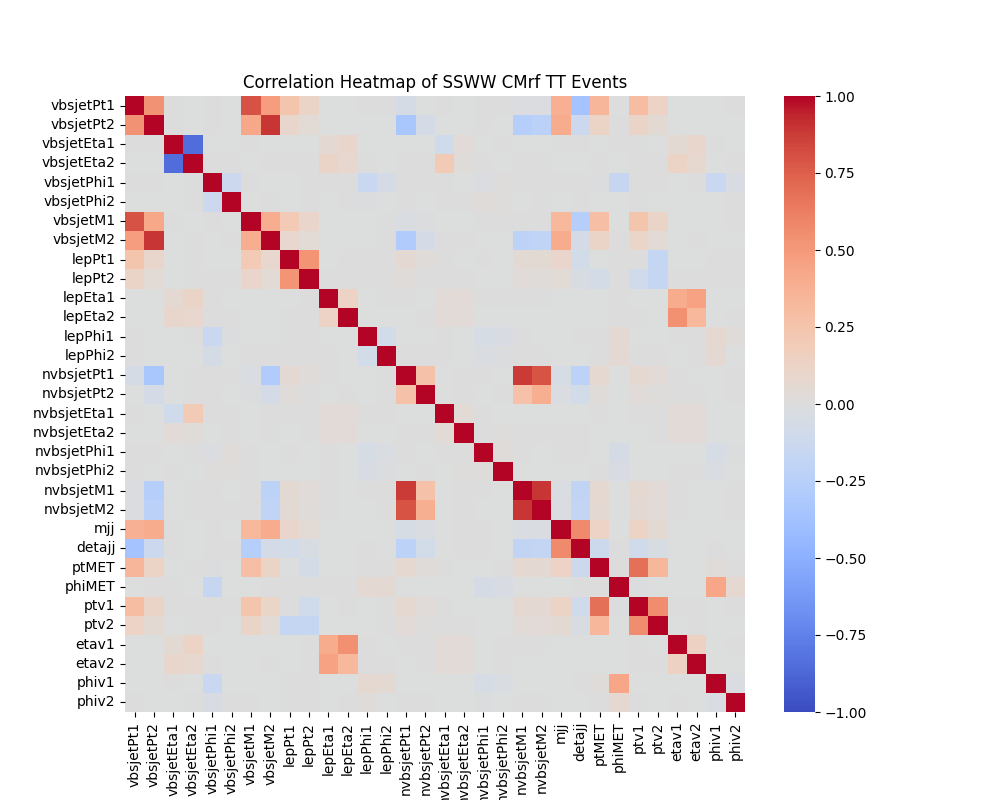 Correlation Heatmap of SSWW CMrf TT Events
vbsjetPt1
vbsjetPt2
vbsjetEta1
vbsjetEta2
vbsjetPhi1
vbsjetPhi2
vbsjetM1
vbsjetM2
lepPt1
lepPt2
lepEta1
lepEta2
lepPhi1
lepPhi2
nvbsjetPt1
nvbsjetPt2
nvbsjetEta1
nvbsjetEta2
nvbsjetPhi1
nvbsjetPhi2
nvbsjetM1
nvbsjetM2
mjj
detajj
ptMET
phiMET
ptv1
ptv2
etav1
etav2
phiv1
phiv2
vbsjetPt1
vbsjetPt2
vbsjetEta1
vbsjetEta2
vbsjetPhi1
vbsjetPhi2
vbsjetM1
vbsjetM2
lepPt1
lepPt2
lepEta1
lepEta2
lepPhi1
lepPhi2
nvbsjetPt1
nvbsjetPt2
nvbsjetEta1
nvbsjetEta2
nvbsjetPhi1
nvbsjetPhi2
nvbsjetM1
nvbsjetM2
mjj
detajj
ptMET
phiMET
ptv1
ptv2
etav1
etav2
phiv1
phiv2
1.00
0.75
0.50
0.25
0.00
−0.25
−0.50
−0.75
−1.00